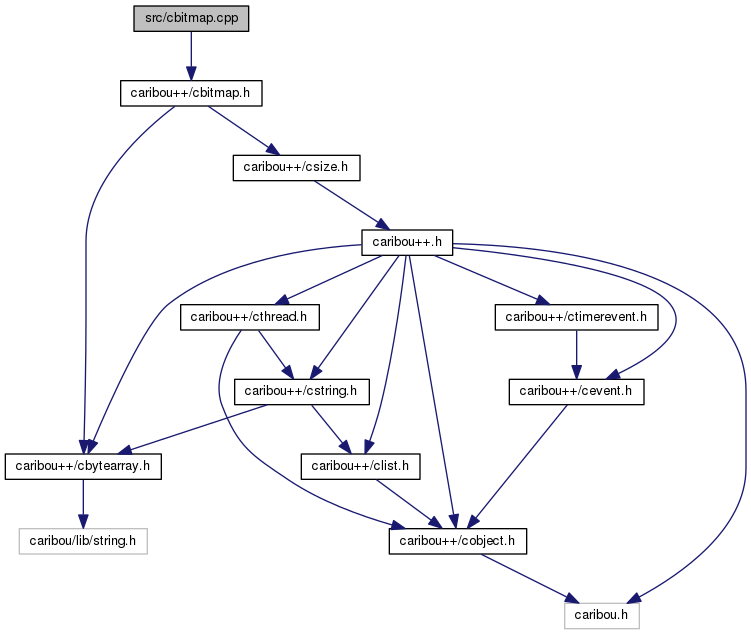 src/cbitmap.cpp
caribou++/cbitmap.h
caribou++/csize.h
caribou++.h
caribou++/cthread.h
caribou++/ctimerevent.h
caribou++/cstring.h
caribou++/cevent.h
caribou++/cbytearray.h
caribou++/clist.h
caribou/lib/string.h
caribou++/cobject.h
caribou.h